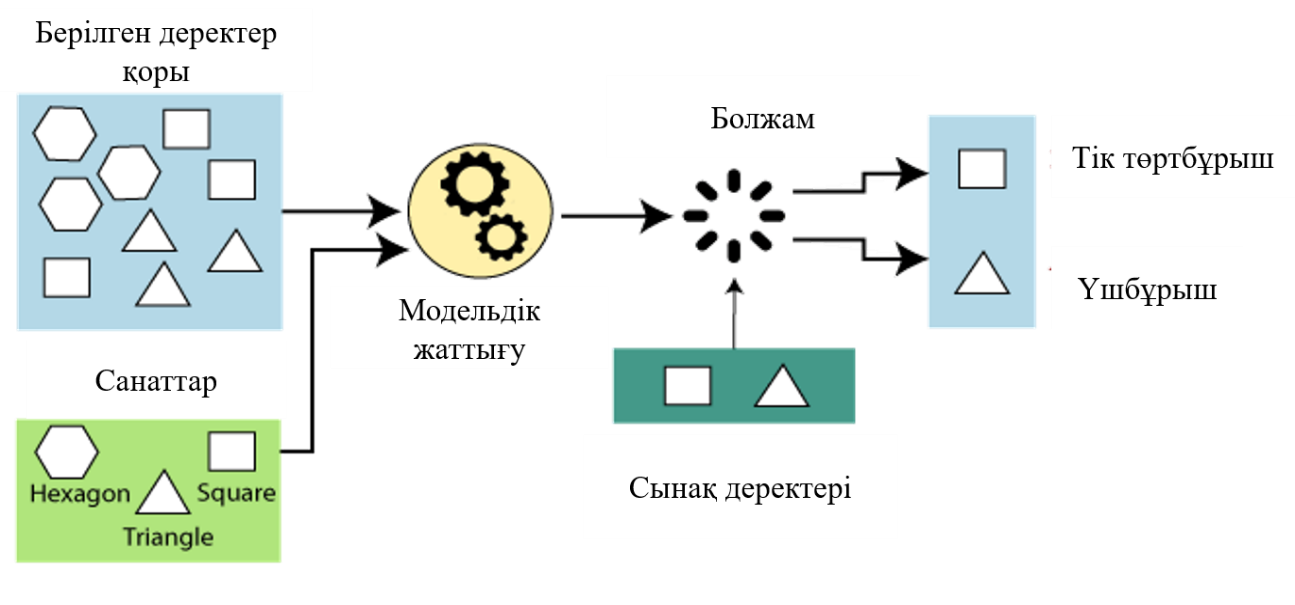 Берілген деректер
қоры
Болжам
Тік төртбұрыш
Үшбұрыш
Модельдік
жаттығу
Санаттар
Hexagon
Square
Triangle
Сынақ деректері